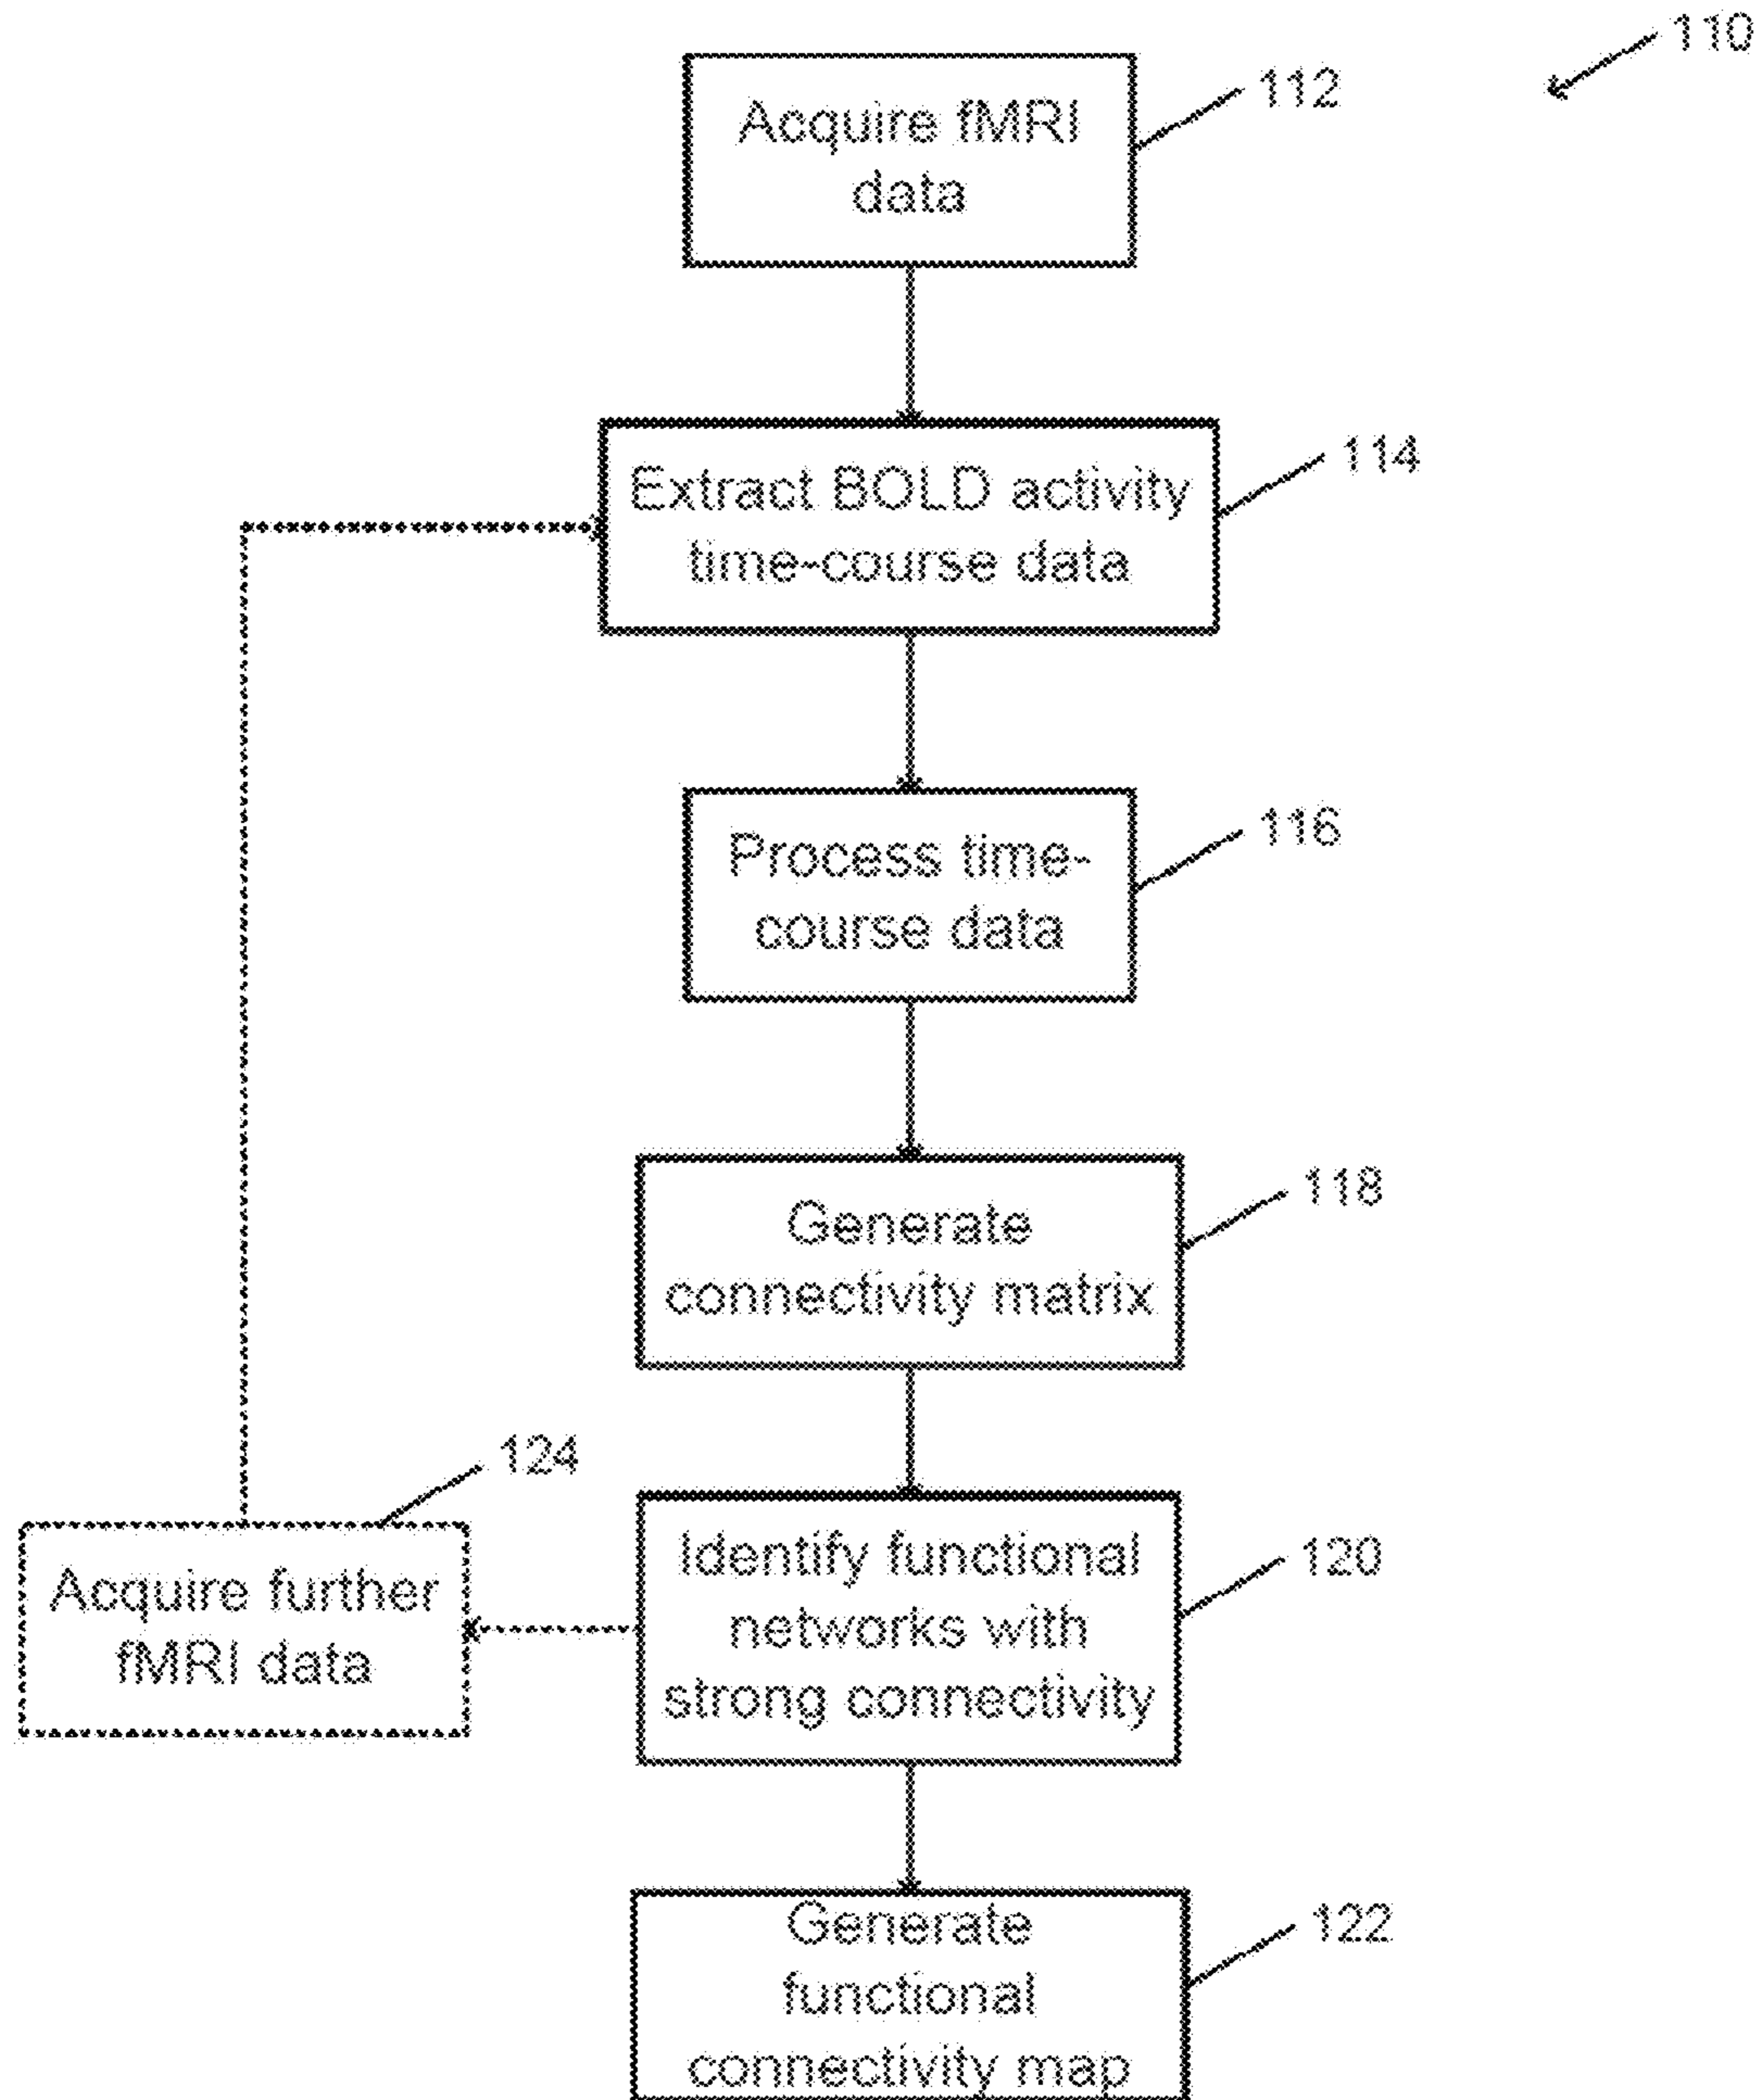 110
Acquire fMRI
data
112
Extract BOLD activity
time-course data
114
Process time-
course data
116
Generate
connectivity matrix
118
Identify functional
networks with
strong connectivity
120
Acquire further
fMRI data
124
Generate
functional
connectivity map
122